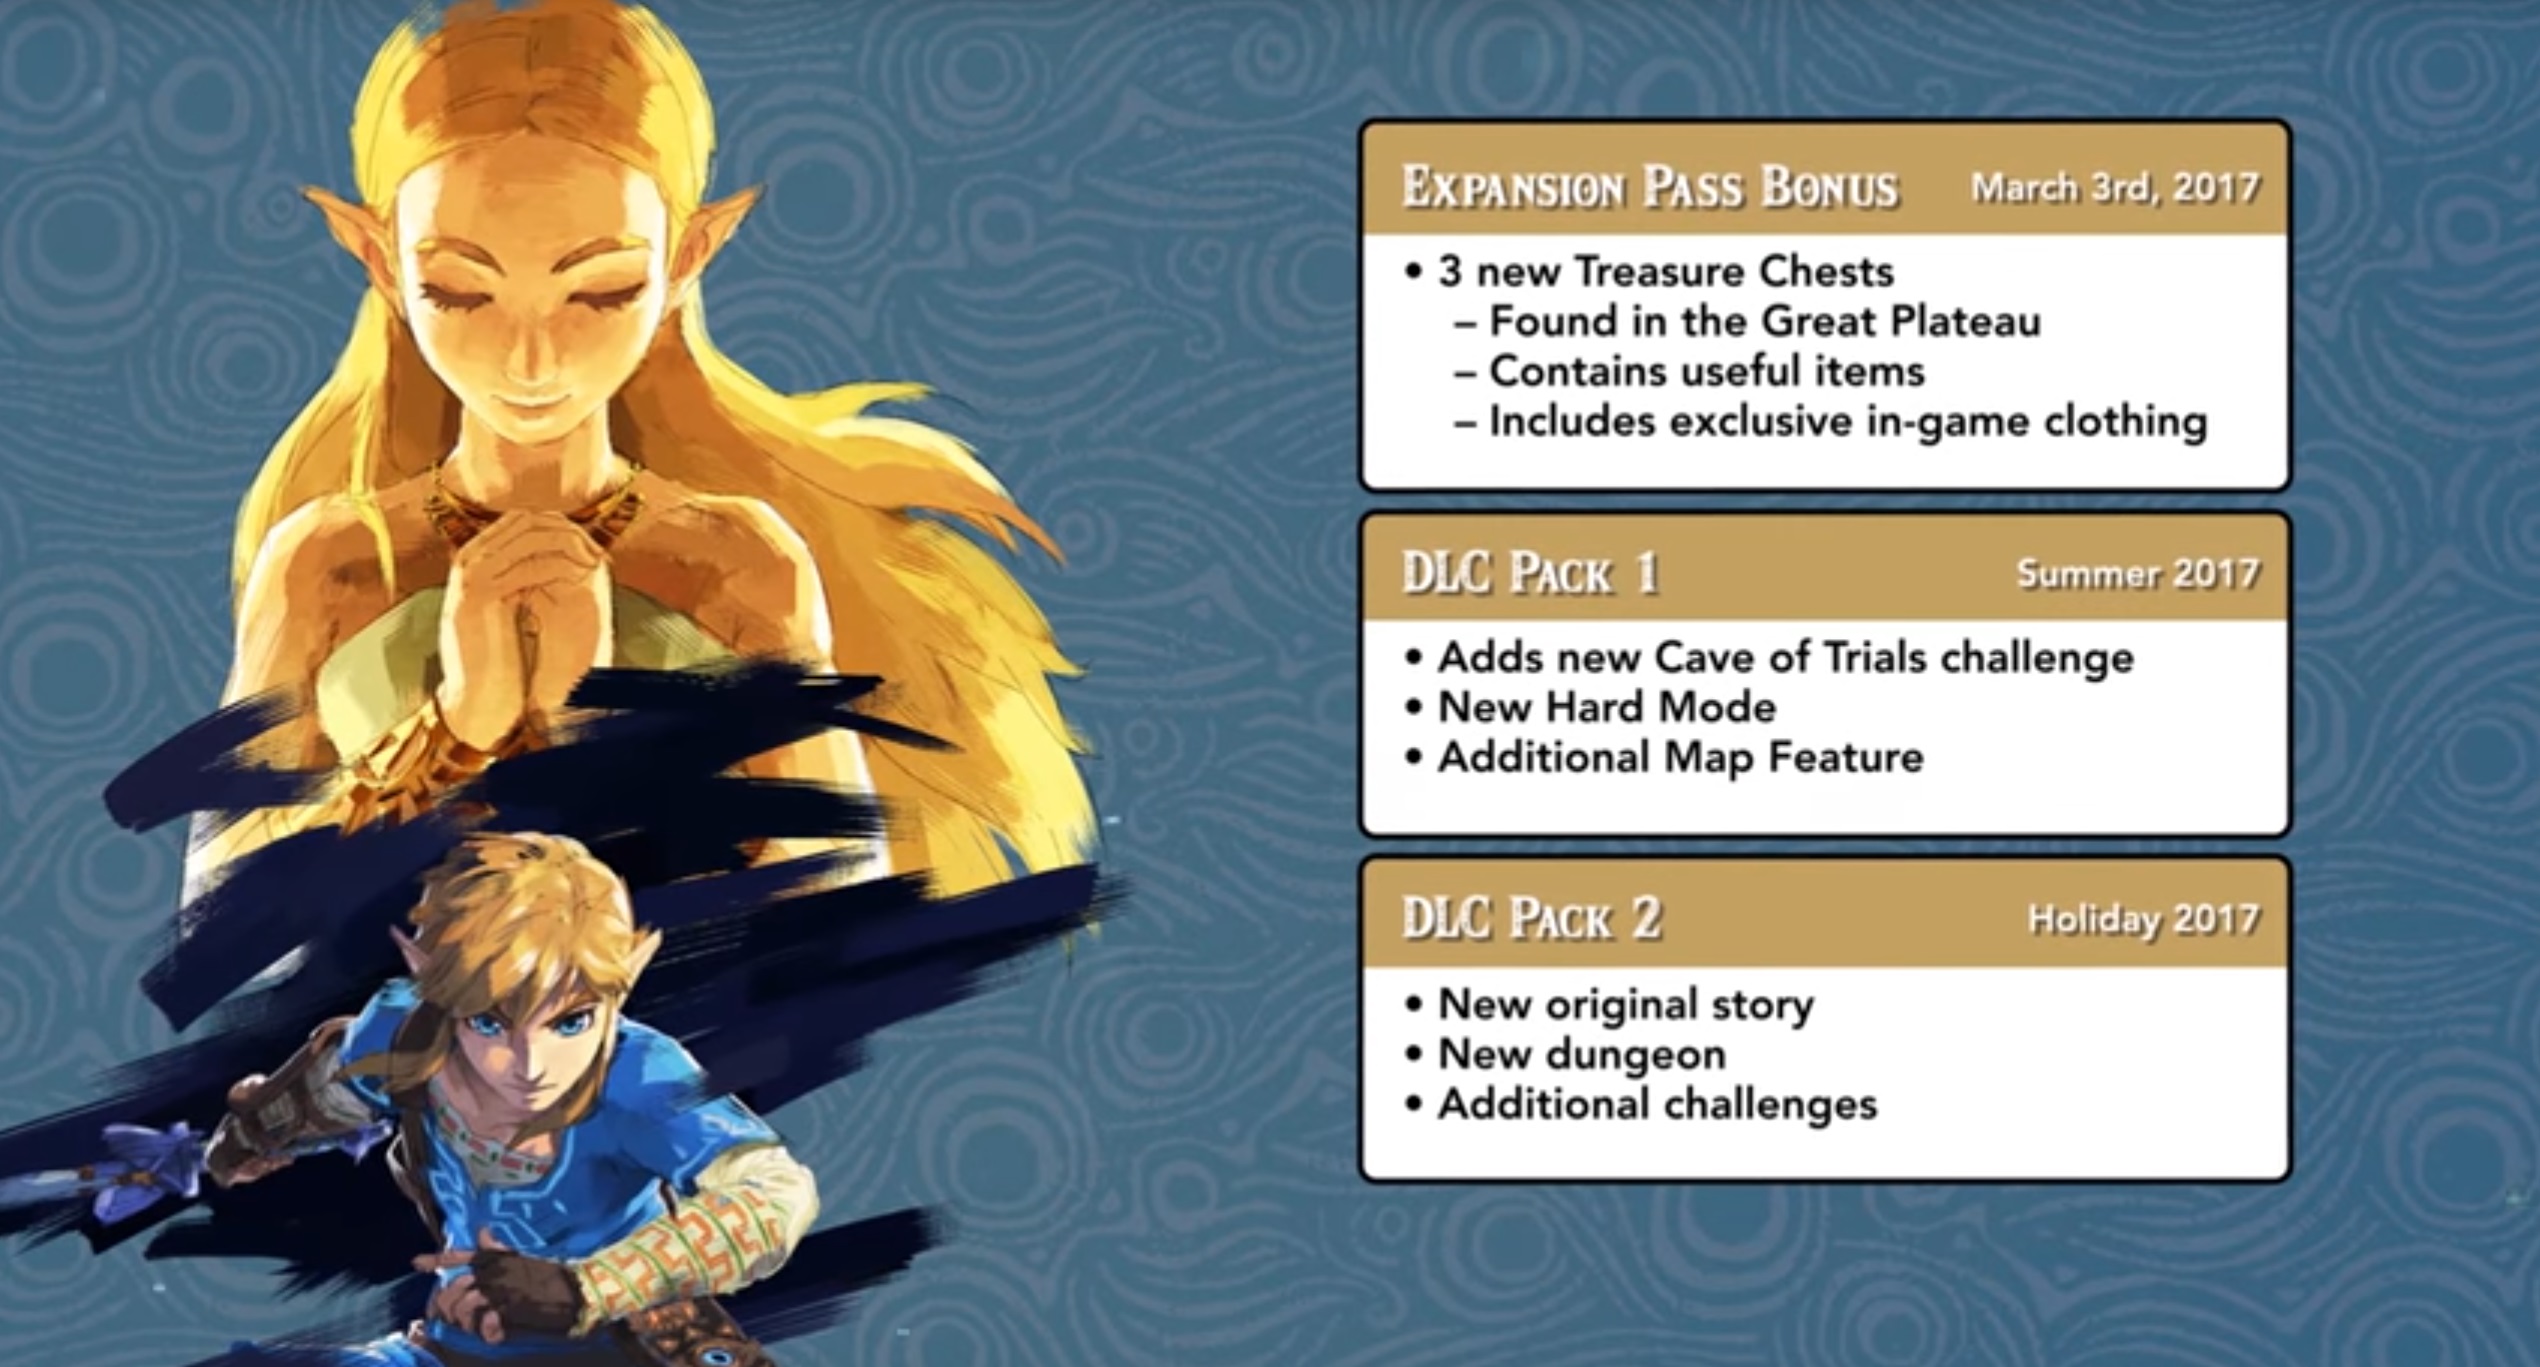 Expansion Pass Bonus March 3rd, 2017
• 3 new Treasure Chests
– Found in the Great Plateau
– Contains useful items
– Includes exclusive in-game clothing
DLC Pack 1 Summer 2017
• Adds new Cave of Trials challenge
• New Hard Mode
• Additional Map Feature
DLC Pack 2 Holiday 2017
• New original story
• New dungeon
• Additional challenges